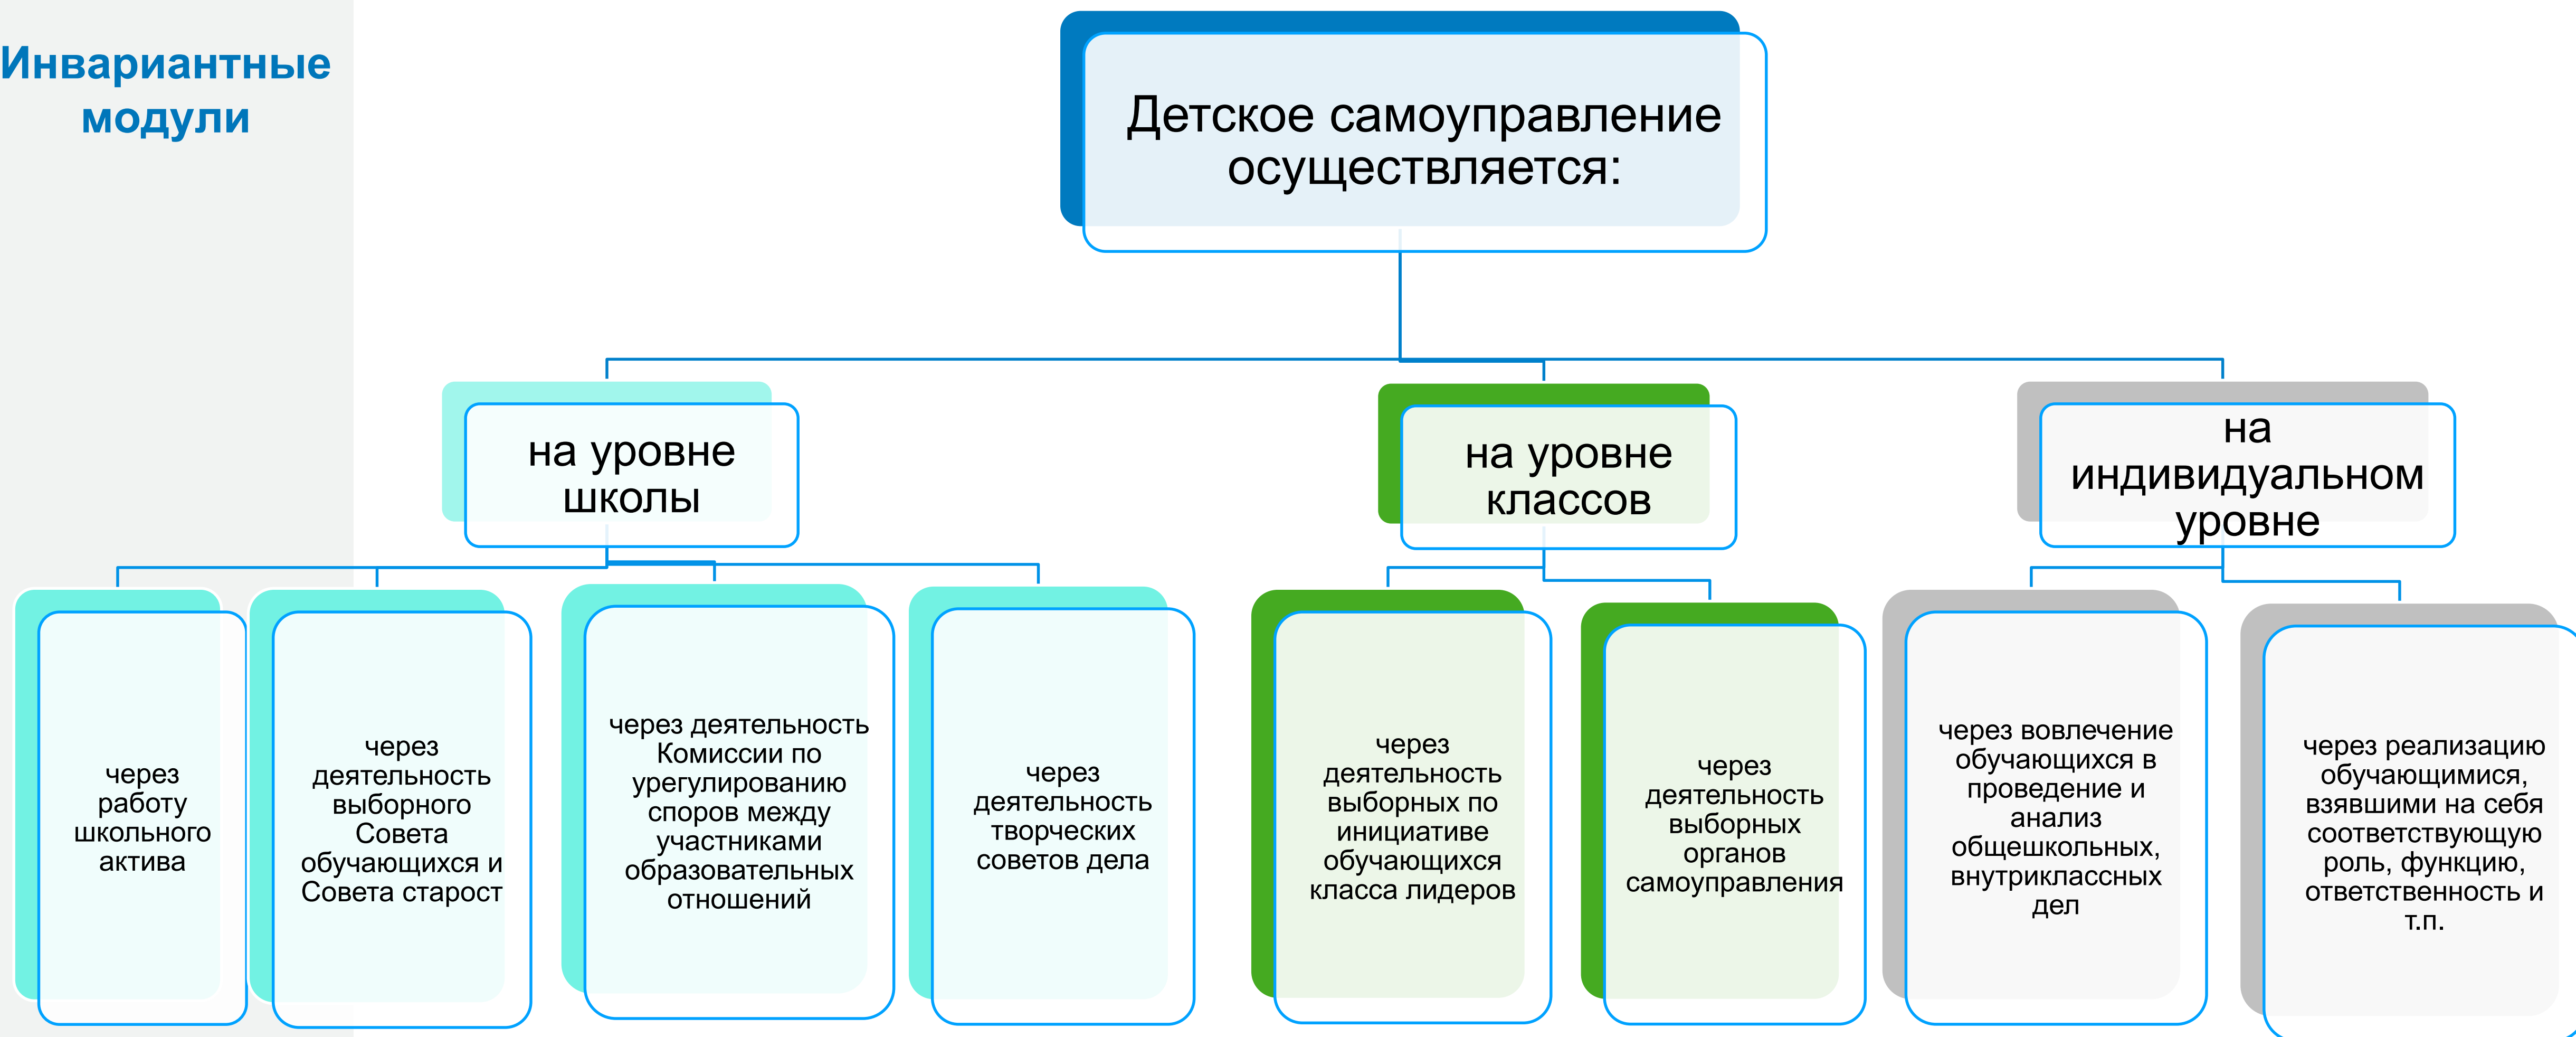 Инвариантные
модули
Детское самоуправление
осуществляется:
на уровне
школы
на уровне
классов
на
индивидуальном
уровне
через
работу
школьного
актива
через
деятельность
выборного
Совета
обучающихся и
Совета старост
через деятельность
Комиссии по
урегулированию
споров между
участниками
образовательных
отношений
через
деятельность
творческих
советов дела
через
деятельность
выборных по
инициативе
обучающихся
класса лидеров
через
деятельность
выборных
органов
самоуправления
через вовлечение
обучающихся в
проведение и
анализ
общешкольных,
внутриклассных
дел
через реализацию
обучающимися,
взявшими на себя
соответствующую
роль, функцию,
ответственность и
т.п.